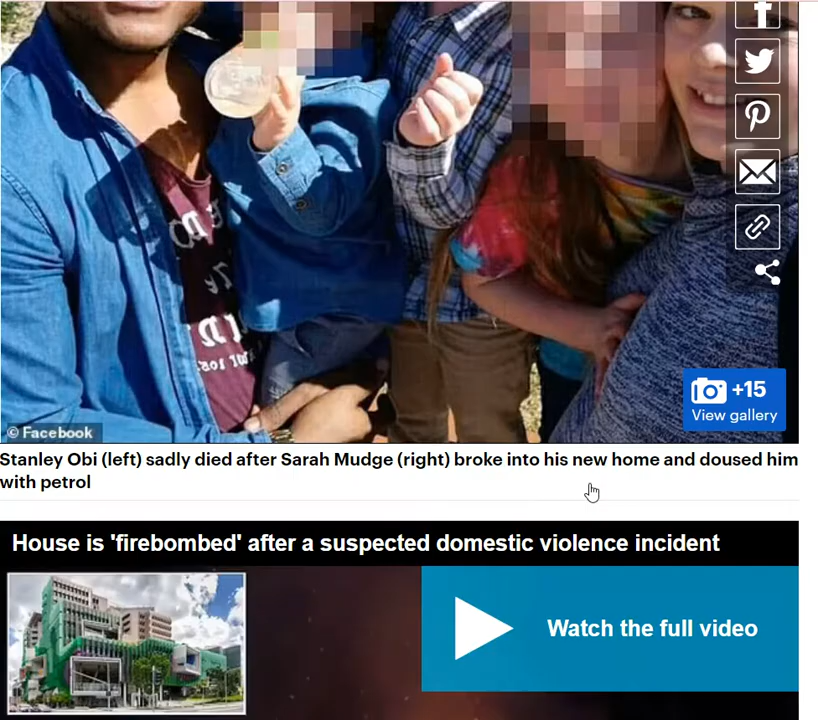 +15
View gallery
© Facebook
Stanley Obi (left) sadly died after Sarah Mudge (right) broke into his new home and doused him
with petrol
House is 'firebombed' after a suspected domestic violence incident
Watch the full video